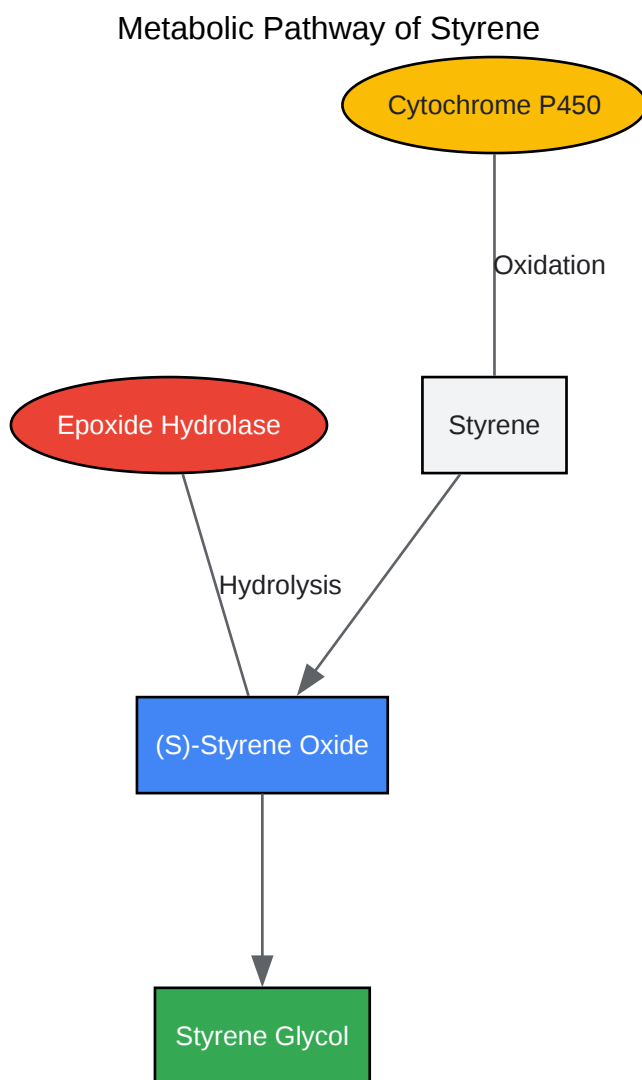 Metabolic Pathway of Styrene
Cytochrome P450
Oxidation
Epoxide Hydrolase
Styrene
Hydrolysis
(S)-Styrene Oxide
Styrene Glycol